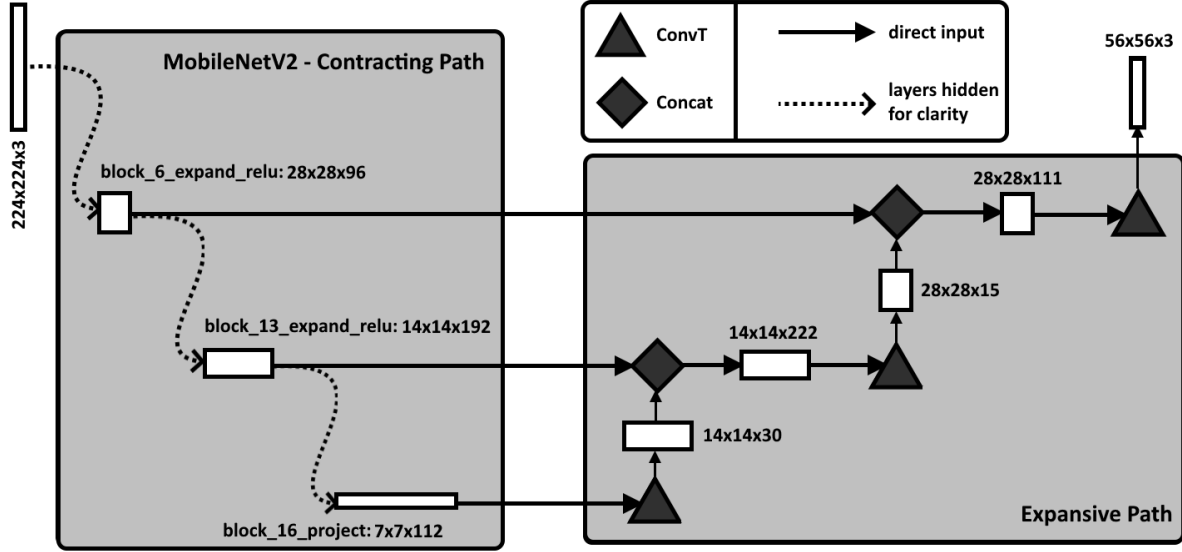 224x224x3
MobileNetV2 - Contracting Path
block_6_expand_relu: 28x28x96
block_13_expand_relu: 14x14x192
block_16_project: 7x7x112
ConvT
Concat
direct input
layers hidden
for clarity
56x56x3
28x28x111
28x28x15
14x14x222
14x14x30
Expansive Path